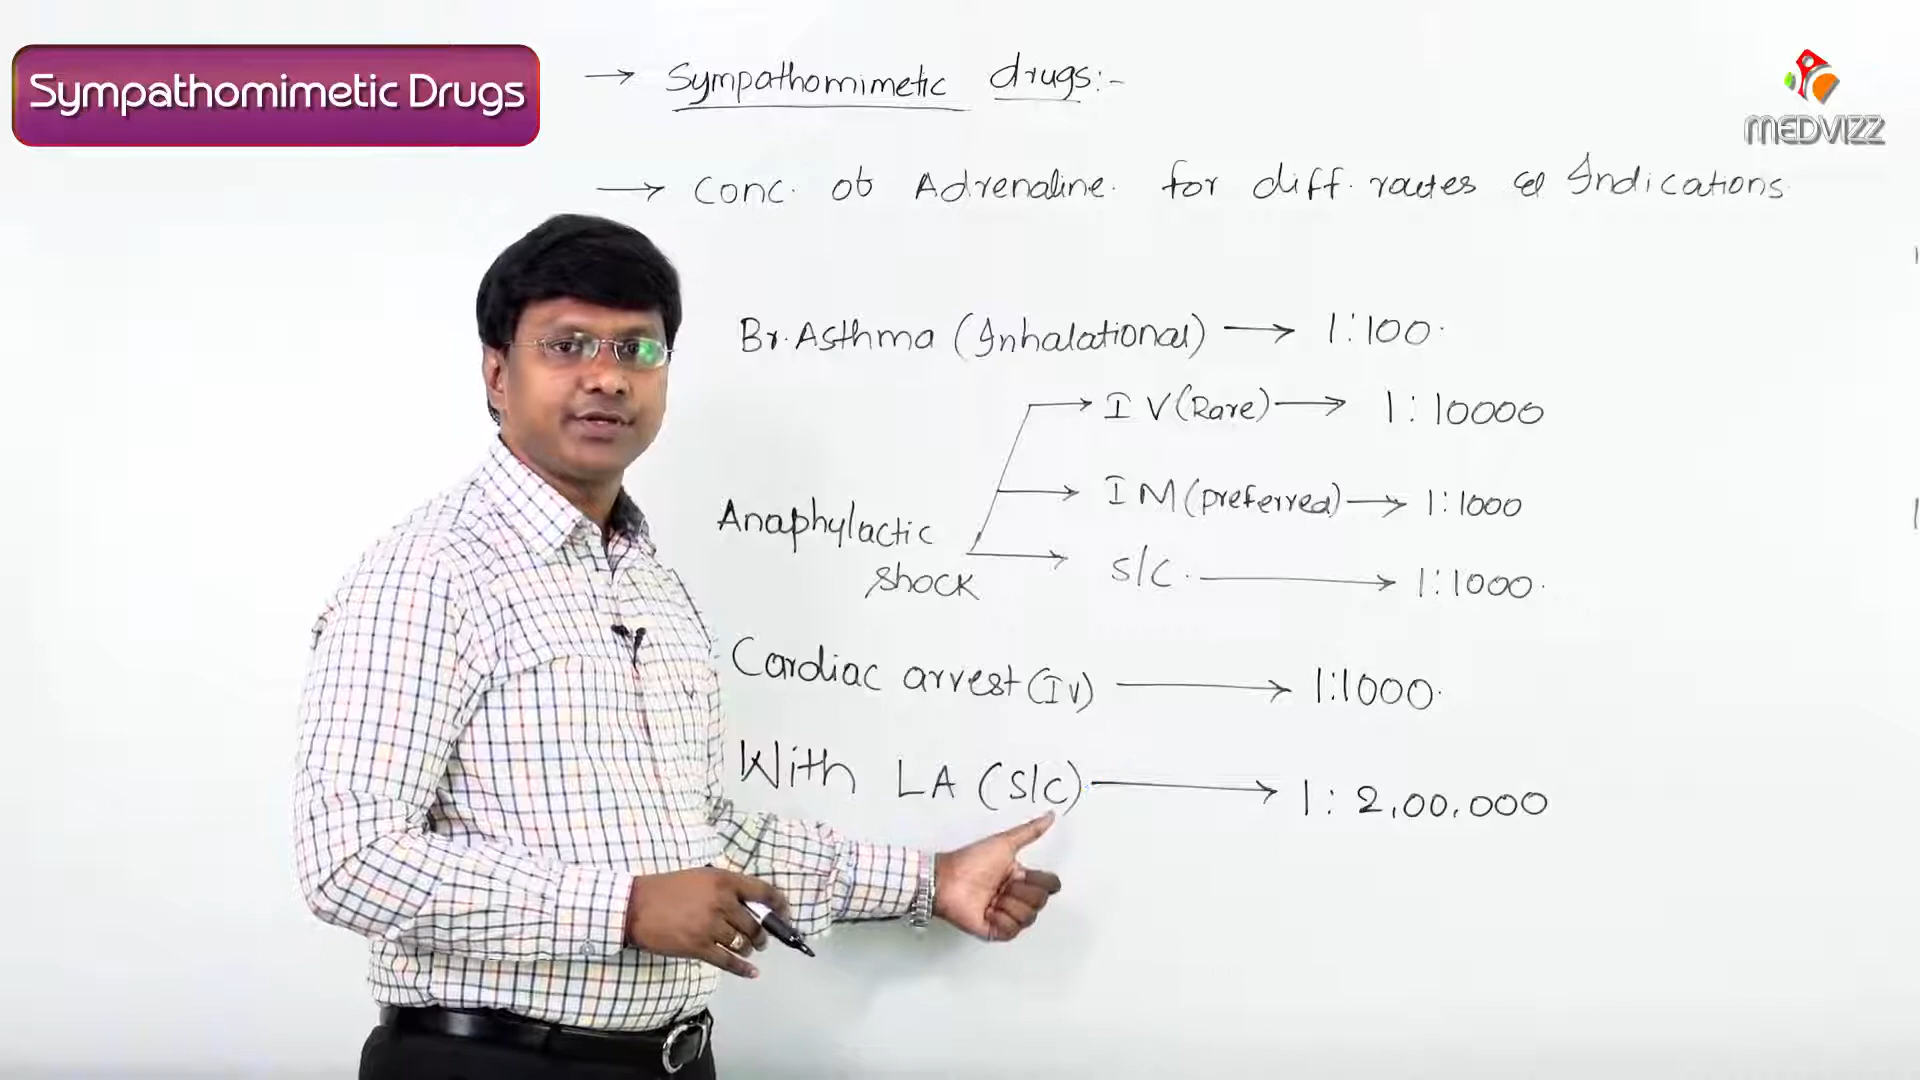 Sympathomimetic Drugs
→ Sympathomimetic drugs:-
MEDVIZZ
→ Conc. of Adrenaline for diff. routes & Indications
Br. Asthma (Inhalational) → 1:100.
→ IV (Rare) → 1:10000
→ IM (preferred) → 1:1000
Anaphylactic shock
→ S/C. → 1:1000.
Cardiac arrest (IV) → 1:1000.
With LA (S/C) → 1: 2,00,000